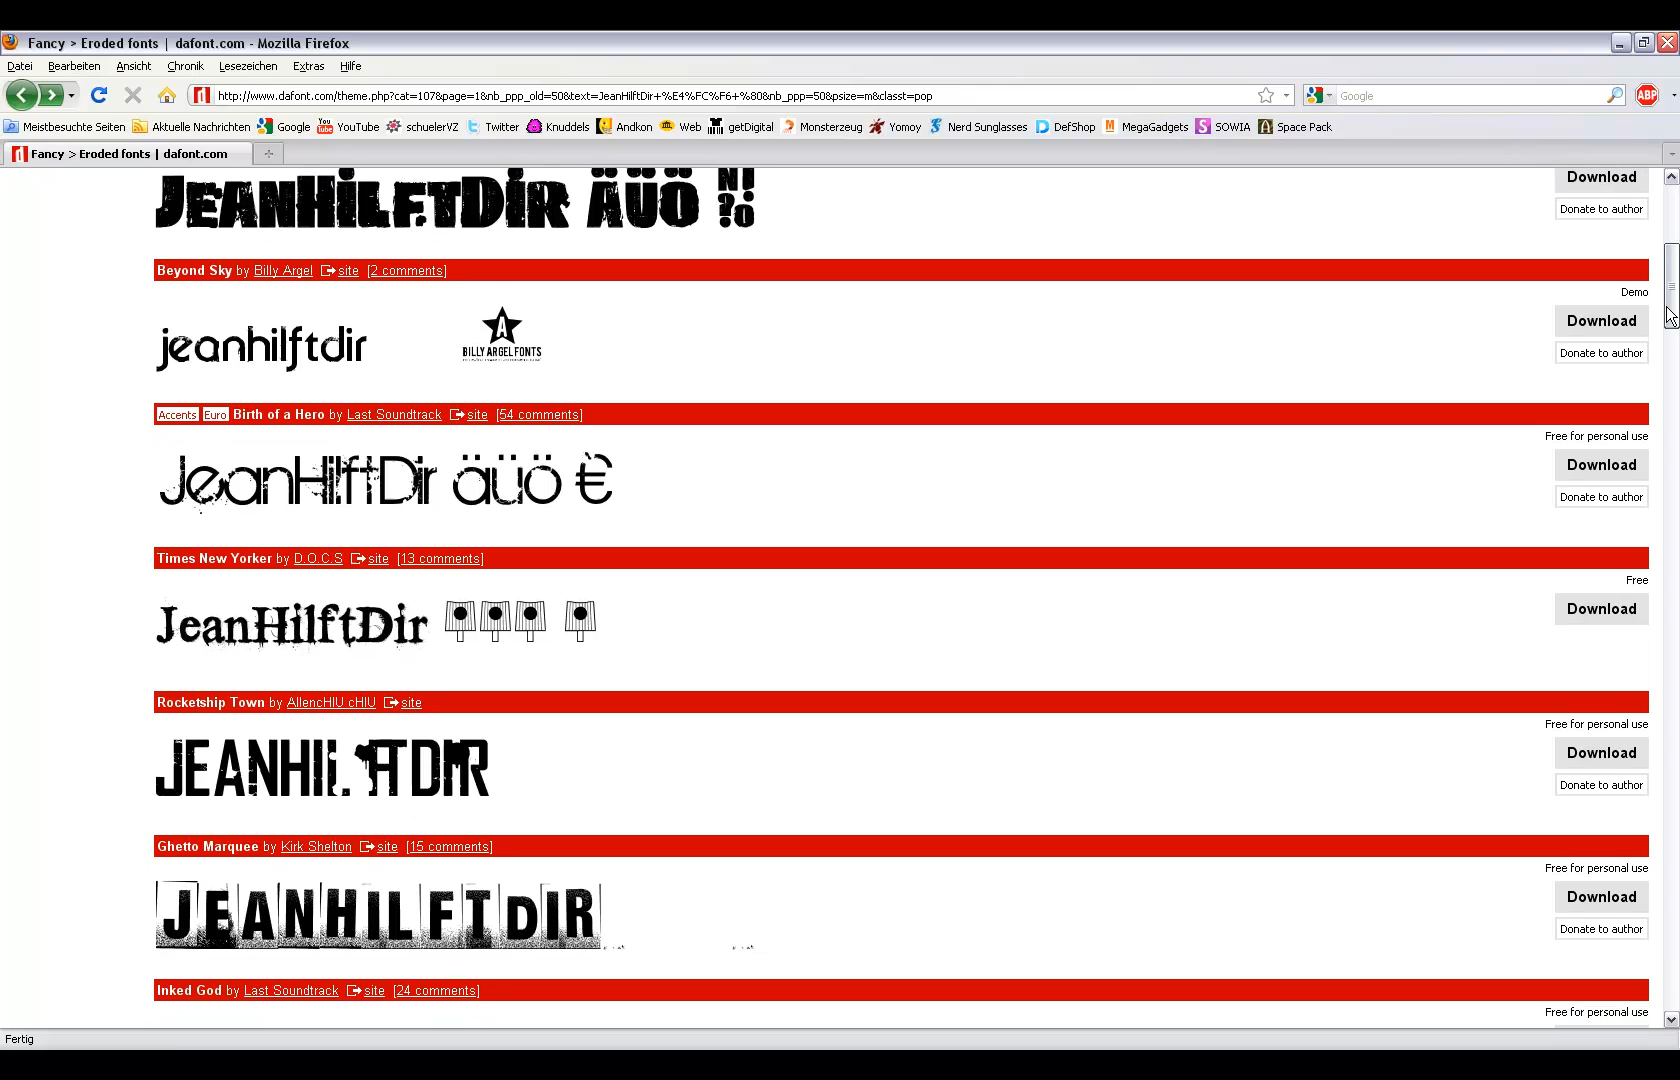 Fancy > Eroded fonts | dafont.com - Mozilla Firefox
Datei Bearbeiten Ansicht Chronik Lesezeichen Extras Hilfe
http://www.dafont.com/theme.php?cat=107&page=1&nb_ppp_old=50&text=JeanHilftDir+%E4%FC%F6+%80&nb_ppp=50&psize=m&classt=pop Google ABP
Meistbesuchte Seiten Aktuelle Nachrichten Google YouTube schuelerVZ Twitter Knuddels Andkon Web getDigital Monsterzeug Yomoy Nerd Sunglasses DefShop MegaGadgets SOWIA Space Pack
Fancy > Eroded fonts | dafont.com
JeanHilftDir ÄÜÖ
Download
Donate to author
Beyond Sky by Billy Argel site [2 comments]
Demo
jeanhilftdir
A
BILLY ARGEL FONTS
Download
Donate to author
Accents Euro Birth of a Hero by Last Soundtrack site [54 comments]
Free for personal use
JeanHilftDir äüö €
Download
Donate to author
Times New Yorker by D.O.C.S site [13 comments]
Free
JeanHilftDir
Download
Rocketship Town by AllencHIU cHIU site
Free for personal use
JEANHILFTDIR
Download
Donate to author
Ghetto Marquee by Kirk Shelton site [15 comments]
Free for personal use
JEANHILFTDIR
Download
Donate to author
Inked God by Last Soundtrack site [24 comments]
Free for personal use
Fertig